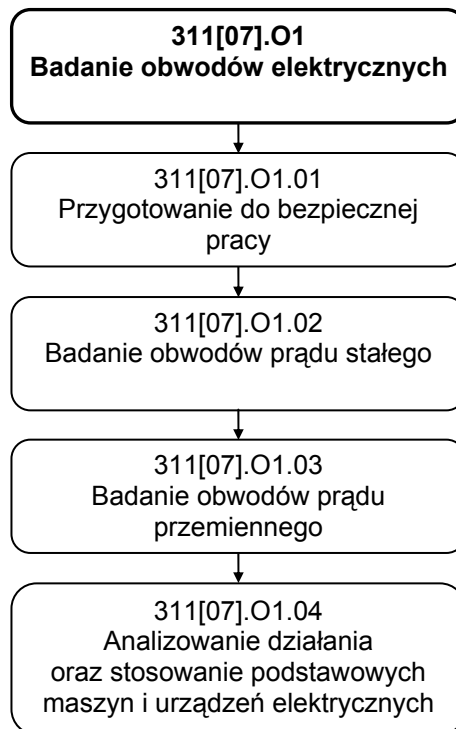 311[07].O1
Badanie obwodów elektrycznych
311[07].O1.01
Przygotowanie do bezpiecznej
pracy
311[07].O1.02
Badanie obwodów prądu stałego
311[07].O1.03
Badanie obwodów prądu
przemiennego
311[07].O1.04
Analizowanie działania
oraz stosowanie podstawowych
maszyn i urządzeń elektrycznych